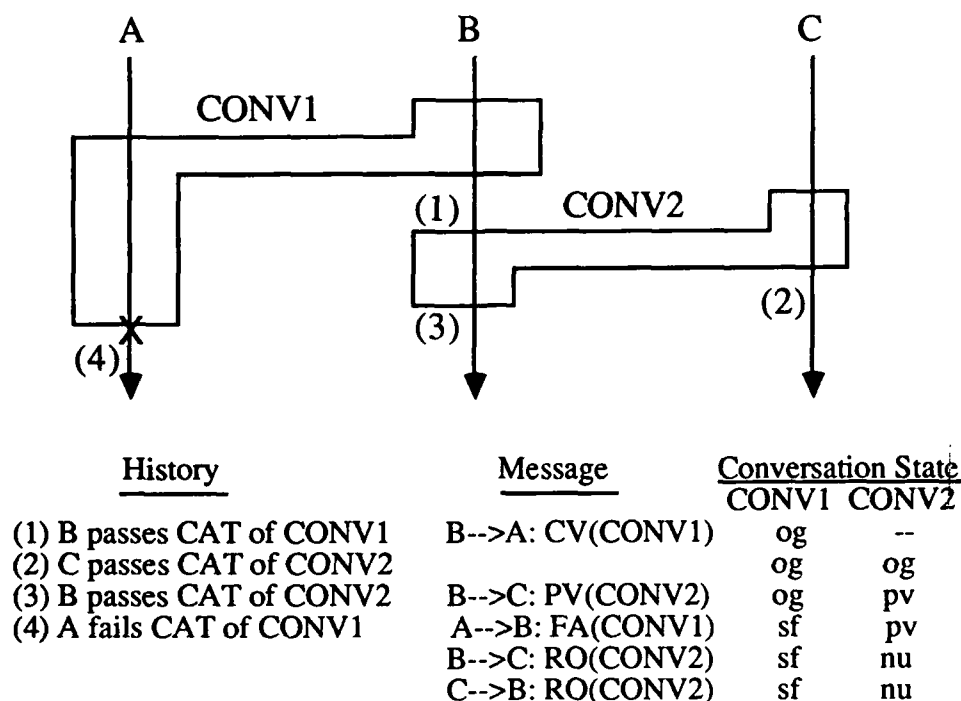 A B C
CONV1
(1) CONV2
(3) (2)
(4) X
History Message Conversation State
CONV1 CONV2
(1) B passes CAT of CONV1 B-->A: CV(CONV1) og --
(2) C passes CAT of CONV2 og og
(3) B passes CAT of CONV2 B-->C: PV(CONV2) og pv
(4) A fails CAT of CONV1 A-->B: FA(CONV1) sf pv
B-->C: RO(CONV2) sf nu
C-->B: RO(CONV2) sf nu